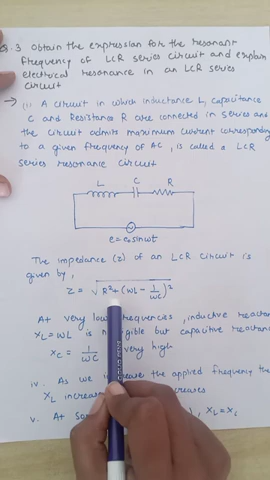 Q.3 Obtain the expression for the resonant
frequency of LCR series circuit and explain
electrical resonance in an LCR series
circuit
→ (i) A circuit in which inductance L, capacitance
C and Resistance R are connected in series and
the circuit admits maximum current corresponding
to a given frequency of AC, is called a LCR
series resonance circuit
L C R
e=e₀sinωt
The impedance (z) of an LCR circuit is
given by,
Z = √R²+(ωL - 1/ωC)²
At very low frequencies, inductive
XL=ωL is negligible but capacitive
XC = 1/ωC very high
iv. As we increase the applied frequency
XL
v. At XL=XC